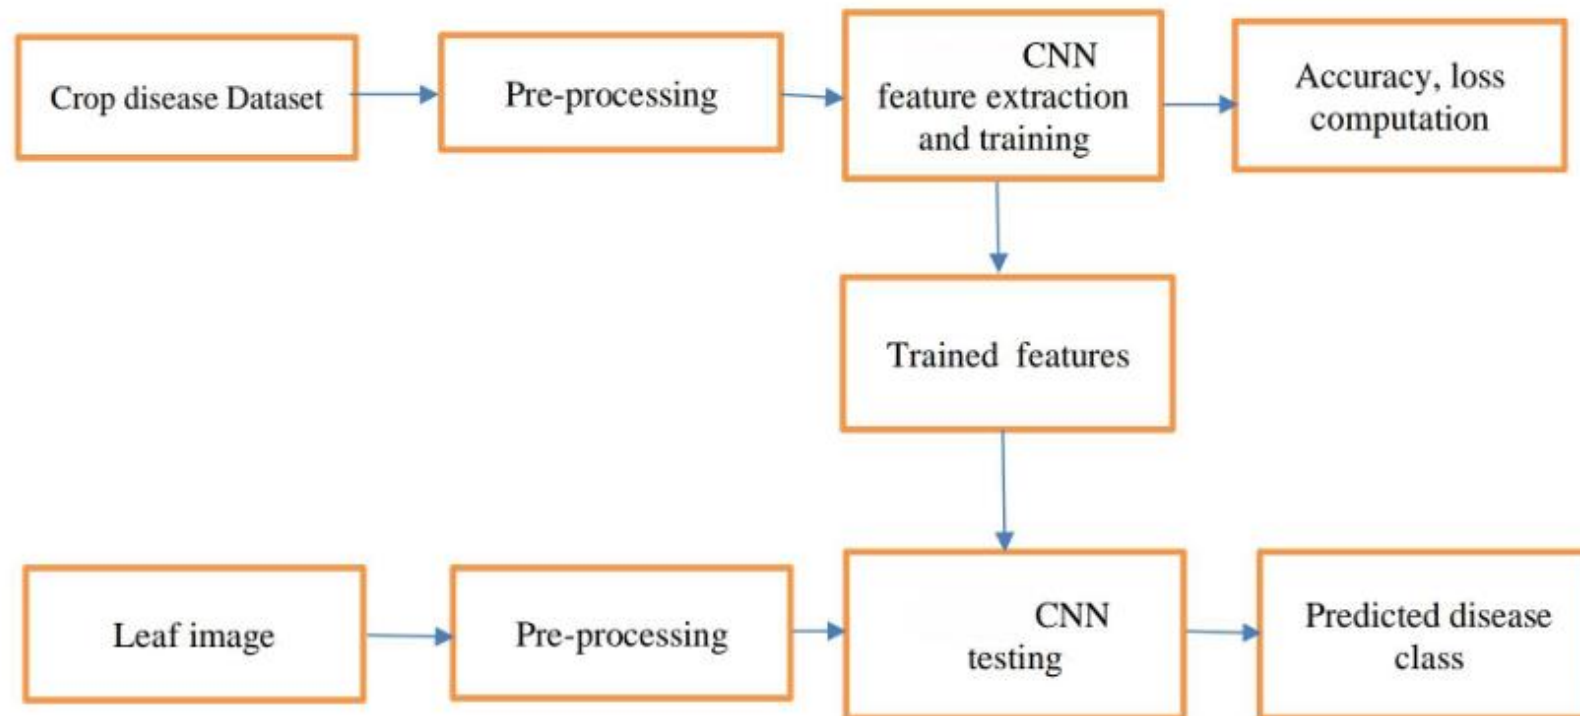 Crop disease Dataset
Pre-processing
CNN
feature extraction
and training
Accuracy, loss
computation
Trained features
Leaf image
Pre-processing
CNN
testing
Predicted disease
class